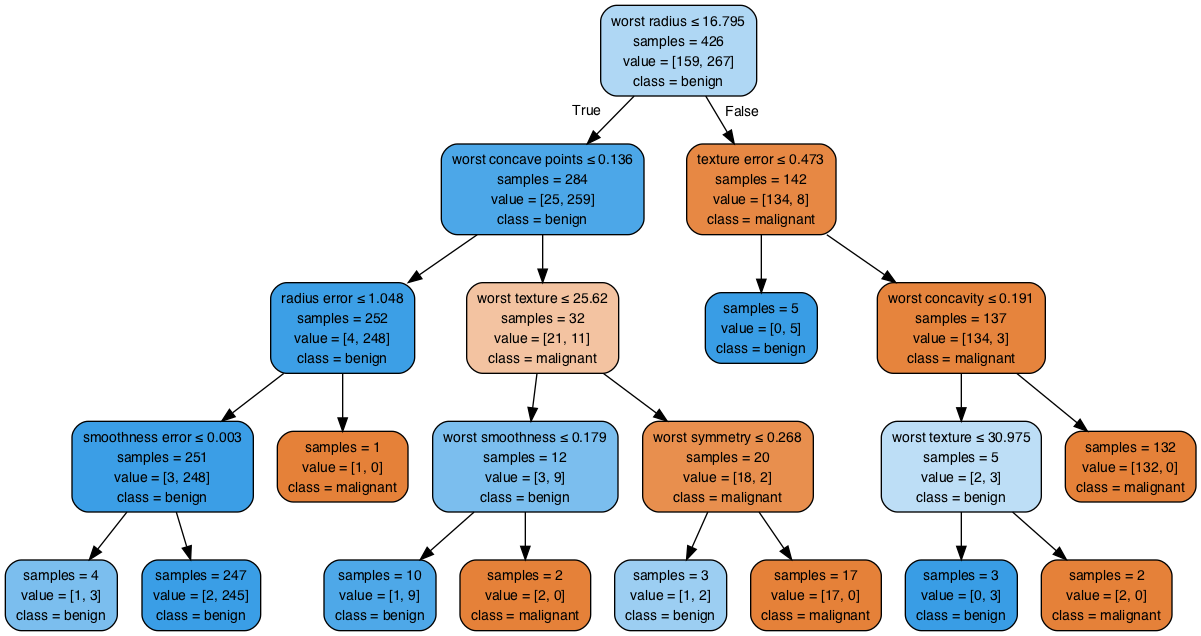 worst radius ≤ 16.795
samples = 426
value = [159, 267]
class = benign
True
False
worst concave points ≤ 0.136
samples = 284
value = [25, 259]
class = benign
texture error ≤ 0.473
samples = 142
value = [134, 8]
class = malignant
radius error ≤ 1.048
samples = 252
value = [4, 248]
class = benign
worst texture ≤ 25.62
samples = 32
value = [21, 11]
class = malignant
samples = 5
value = [0, 5]
class = benign
worst concavity ≤ 0.191
samples = 137
value = [134, 3]
class = malignant
smoothness error ≤ 0.003
samples = 251
value = [3, 248]
class = benign
samples = 1
value = [1, 0]
class = malignant
worst smoothness ≤ 0.179
samples = 12
value = [3, 9]
class = benign
worst symmetry ≤ 0.268
samples = 20
value = [18, 2]
class = malignant
worst texture ≤ 30.975
samples = 5
value = [2, 3]
class = benign
samples = 132
value = [132, 0]
class = malignant
samples = 4
value = [1, 3]
class = benign
samples = 247
value = [2, 245]
class = benign
samples = 10
value = [1, 9]
class = benign
samples = 2
value = [2, 0]
class = malignant
samples = 3
value = [1, 2]
class = benign
samples = 17
value = [17, 0]
class = malignant
samples = 3
value = [0, 3]
class = benign
samples = 2
value = [2, 0]
class = malignant